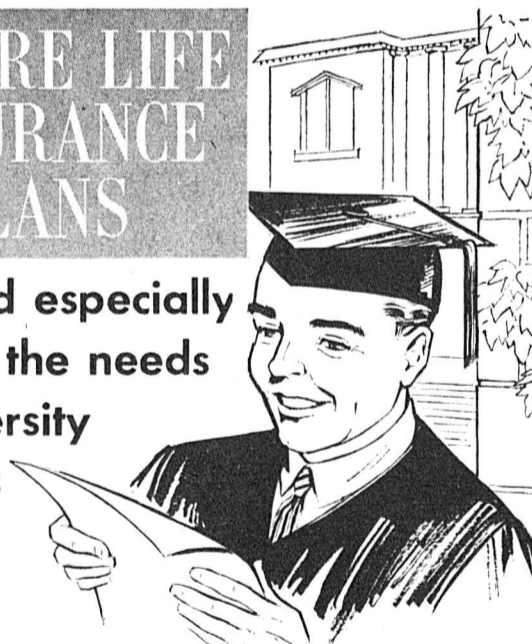 RE LIFE
URANCE
LANS
d especially
the needs
ersity